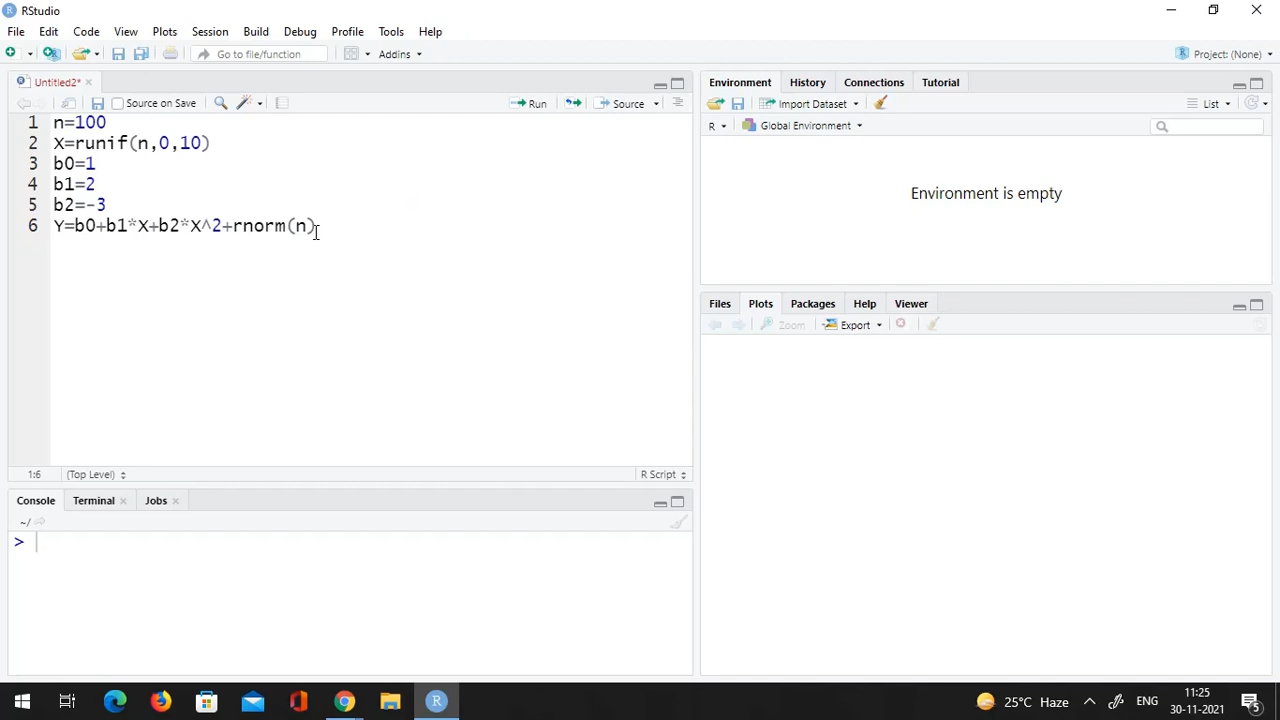 RStudio
File Edit Code View Plots Session Build Debug Profile Tools Help
Go to file/function Addins Project: (None)
Untitled2*
Source on Save Run Source
1 n=100
2 X=runif(n,0,10)
3 b0=1
4 b1=2
5 b2=-3
6 Y=b0+b1*X+b2*X^2+rnorm(n)
1:6 (Top Level) R Script
Console Terminal Jobs
~/
>
Environment History Connections Tutorial
Import Dataset List
R Global Environment
Environment is empty
Files Plots Packages Help Viewer
Zoom Export
25°C Haze ENG 11:25
30-11-2021 5